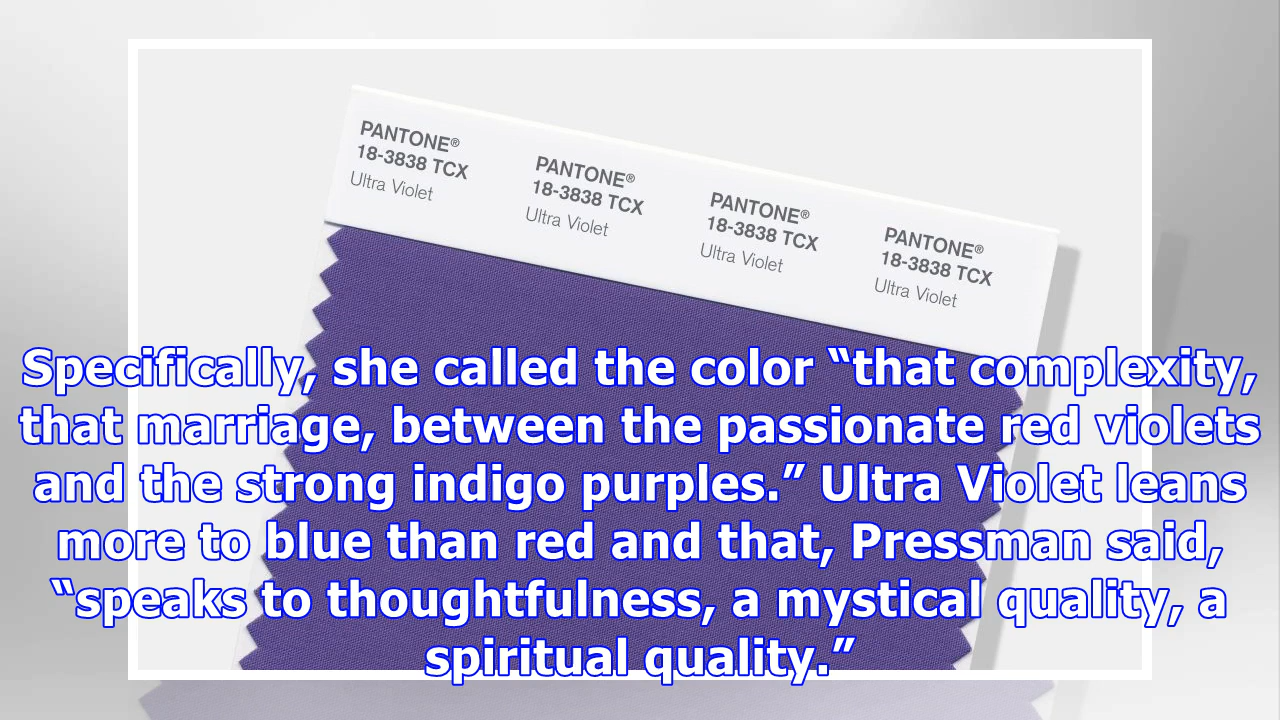 PANTONE®
18-3838 TCX
Ultra Violet
PANTONE®
18-3838 TCX
Ultra Violet
PANTONE®
18-3838 TCX
Ultra Violet
PANTONE®
18-3838 TCX
Ultra Violet
Specifically, she called the color “that complexity,
that marriage, between the passionate red violets
and the strong indigo purples.” Ultra Violet leans
more to blue than red and that, Pressman said,
“speaks to thoughtfulness, a mystical quality, a
spiritual quality.”